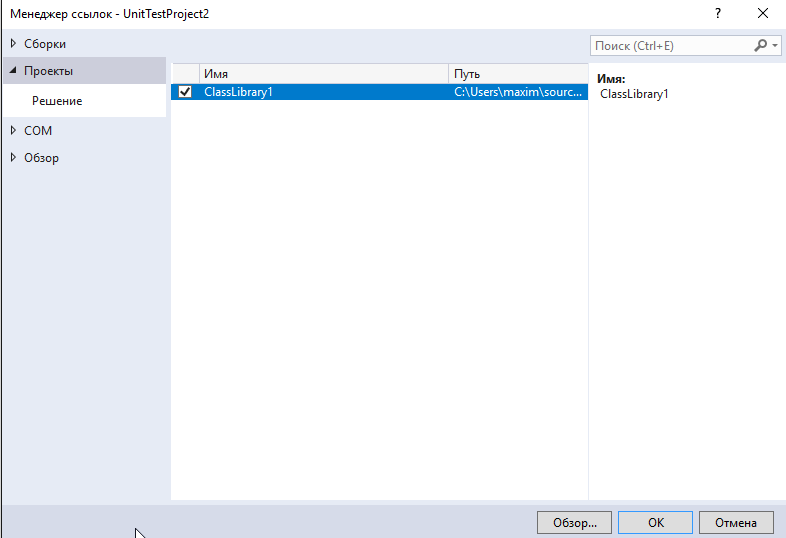 Менеджер ссылок - UnitTestProject2
?
Сборки
Проекты
Решение
COM
Обзор
Имя
Путь
ClassLibrary1
C:\Users\maxim\sourc...
Поиск (Ctrl+E)
Имя:
ClassLibrary1
Обзор...
ОК
Отмена